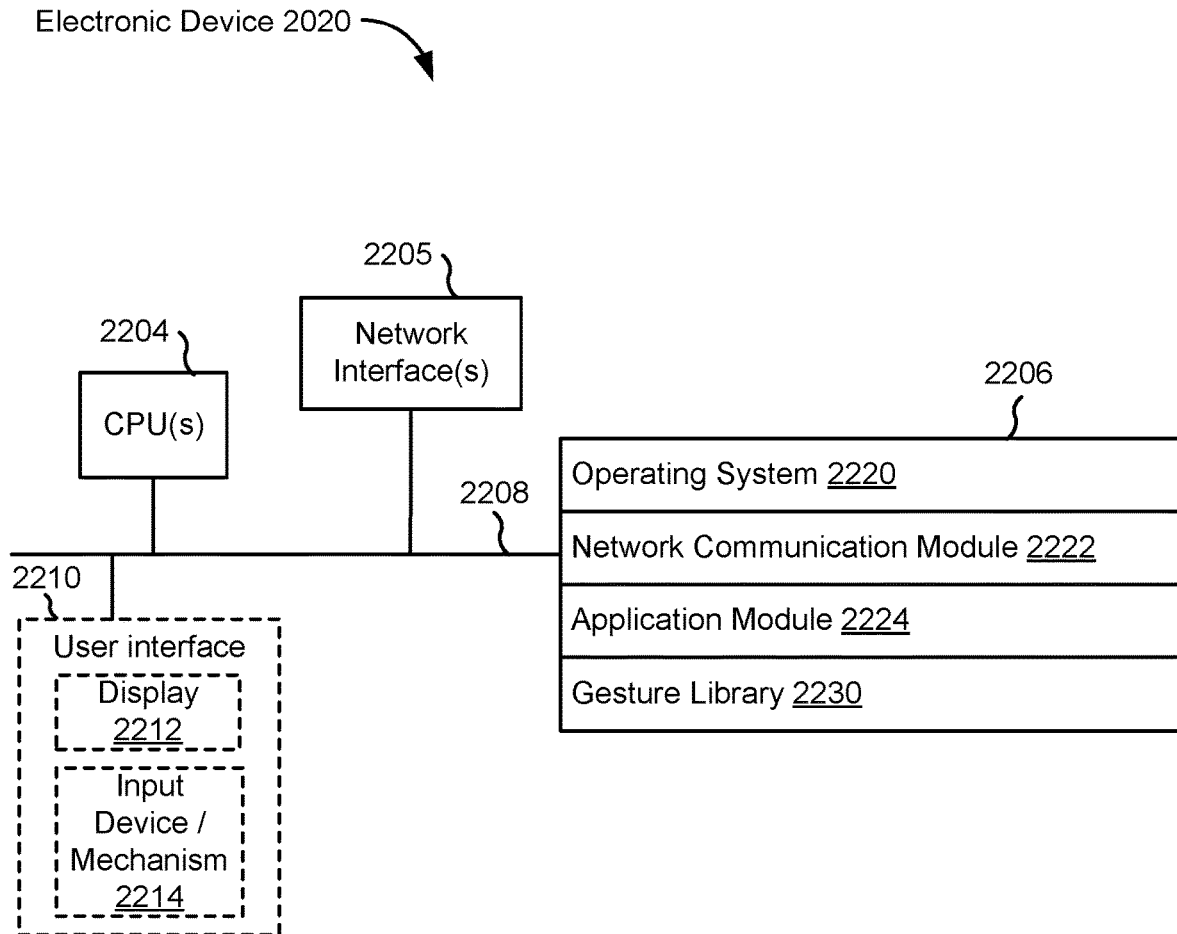 Electronic Device 2020
2205
Network
Interface(s)
2204
CPU(s)
2206
Operating System 2220
2208
Network Communication Module 2222
2210
Application Module 2224
User interface
Display
2212
Gesture Library 2230
Input
Device /
Mechanism
2214